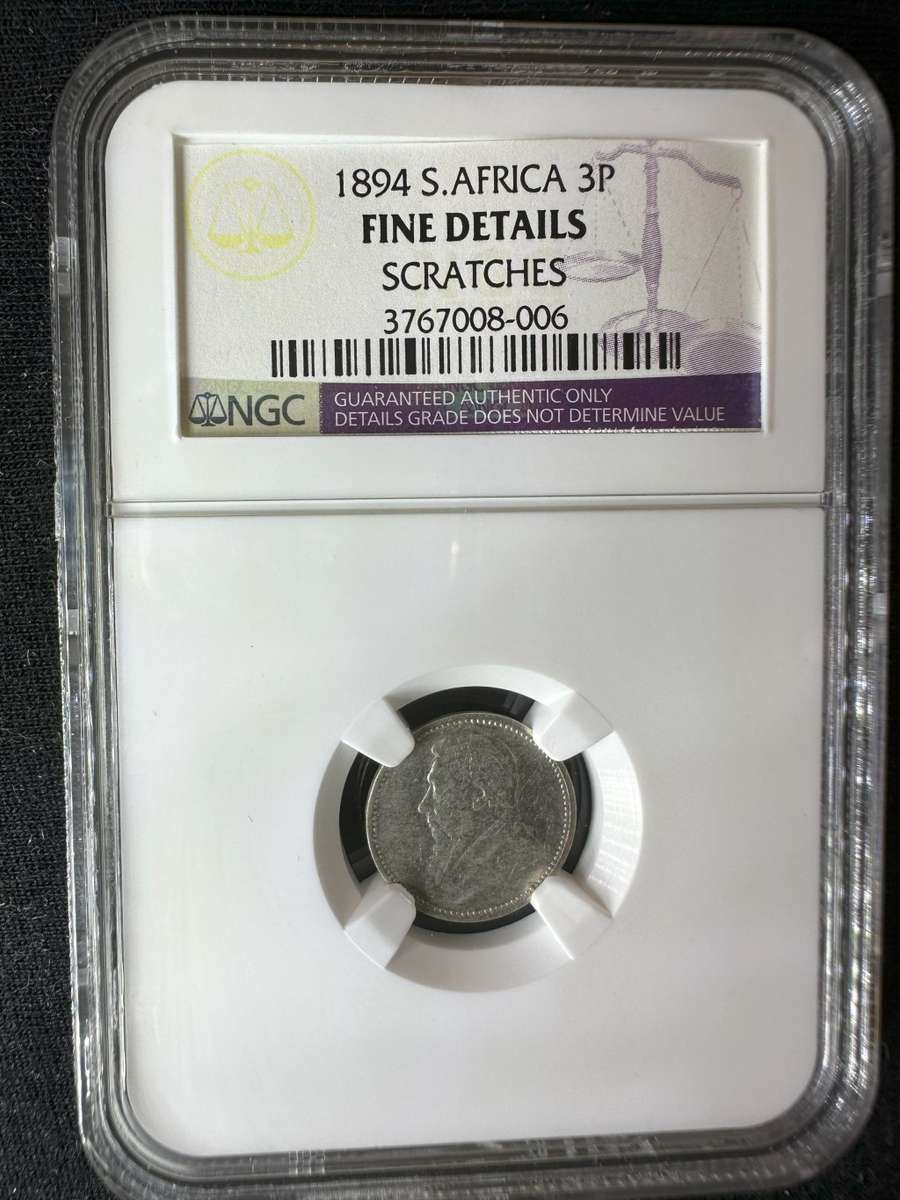 1894 S.AFRICA 3P
FINE DETAILS
SCRATCHES
3767008-006
NGC
GUARANTEED AUTHENTIC ONLY
DETAILS GRADE DOES NOT DETERMINE VALUE